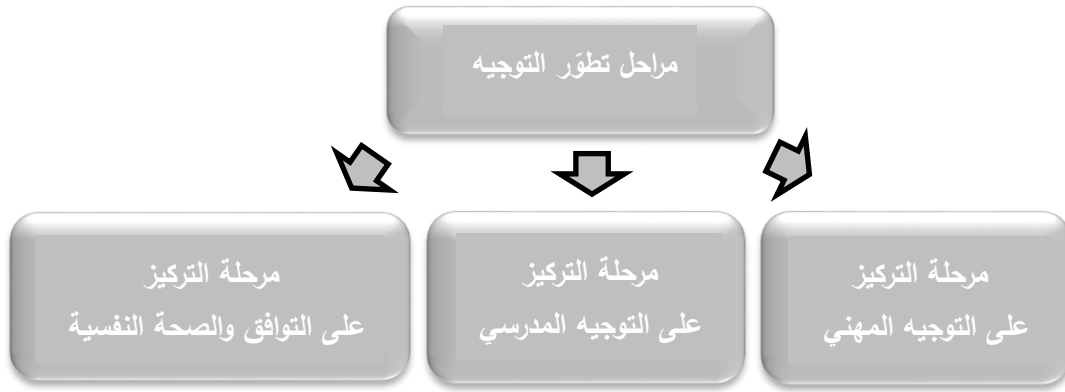 مراحل تطوّر التوجيه
مرحلة التركيز
على التوجيه المهني
مرحلة التركيز
على التوجيه المدرسي
مرحلة التركيز
على التوافق والصحة النفسية